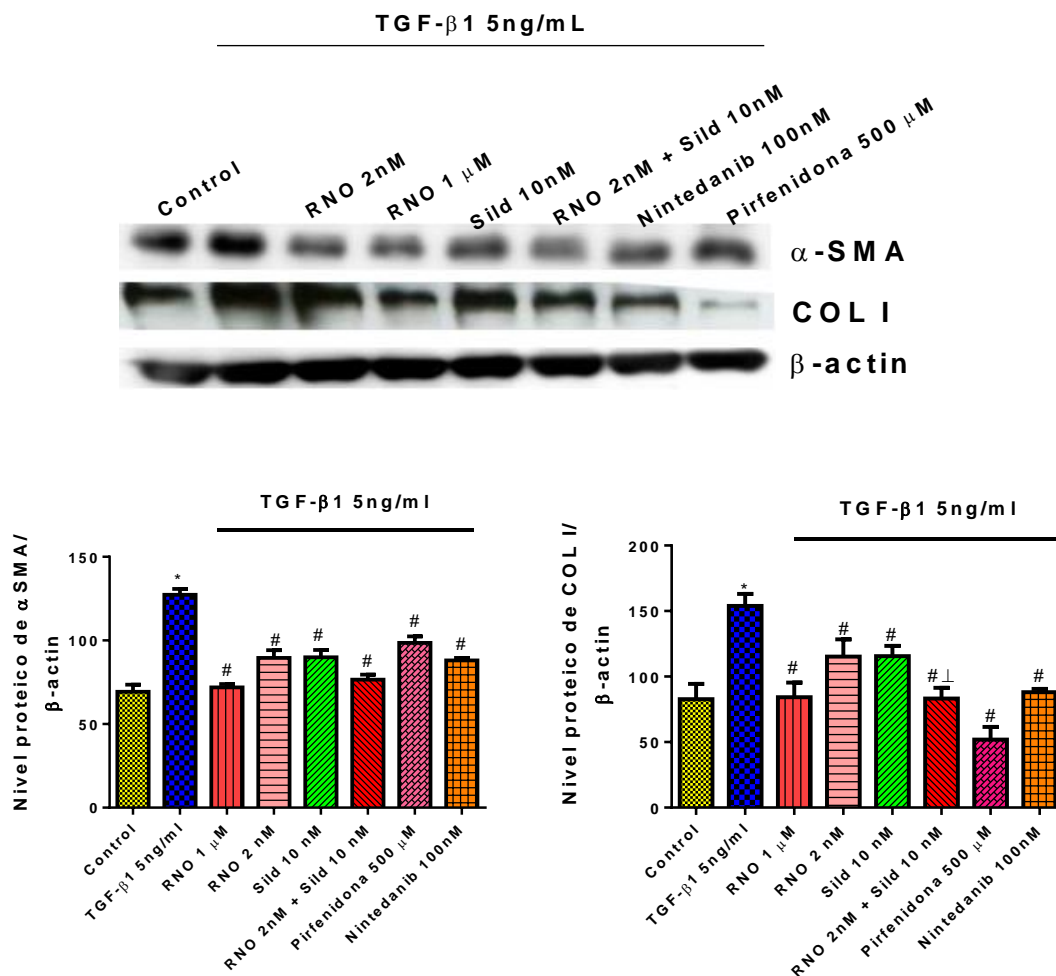 TGF-β1 5ng/mL
Control
RNO 2nM
RNO 1 μM
Sild 10nM
RNO 2nM + Sild 10nM
Nintedanib 100nM
Pirfenidona 500 μM
α-SMA
COL I
β-actin
TGF-β1 5ng/ml
Nivel proteico de αSMA/
β-actin
150
100
50
0
*
#
#
#
#
#
#
Control
TGF-β1 5ng/ml
RNO 1 μM
RNO 2 nM
Sild 10 nM
RNO 2nM + Sild 10 nM
Pirfenidona 500 μM
Nintedanib 100nM
TGF-β1 5ng/ml
Nivel proteico de COL I/
β-actin
200
150
100
50
0
*
#
#
#
#⊥
#
#
Control
TGF-β1 5ng/ml
RNO 1 μM
RNO 2 nM
Sild 10 nM
RNO 2nM + Sild 10 nM
Pirfenidona 500 μM
Nintedanib 100nM